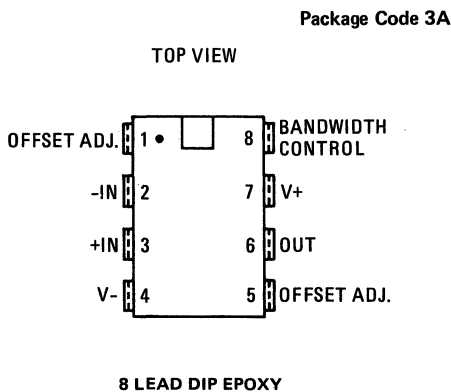 Package Code 3A
TOP VIEW
OFFSET ADJ. 1 • 8 BANDWIDTH CONTROL
-IN 2 7 V+
+IN 3 6 OUT
V- 4 5 OFFSET ADJ.
8 LEAD DIP EPOXY